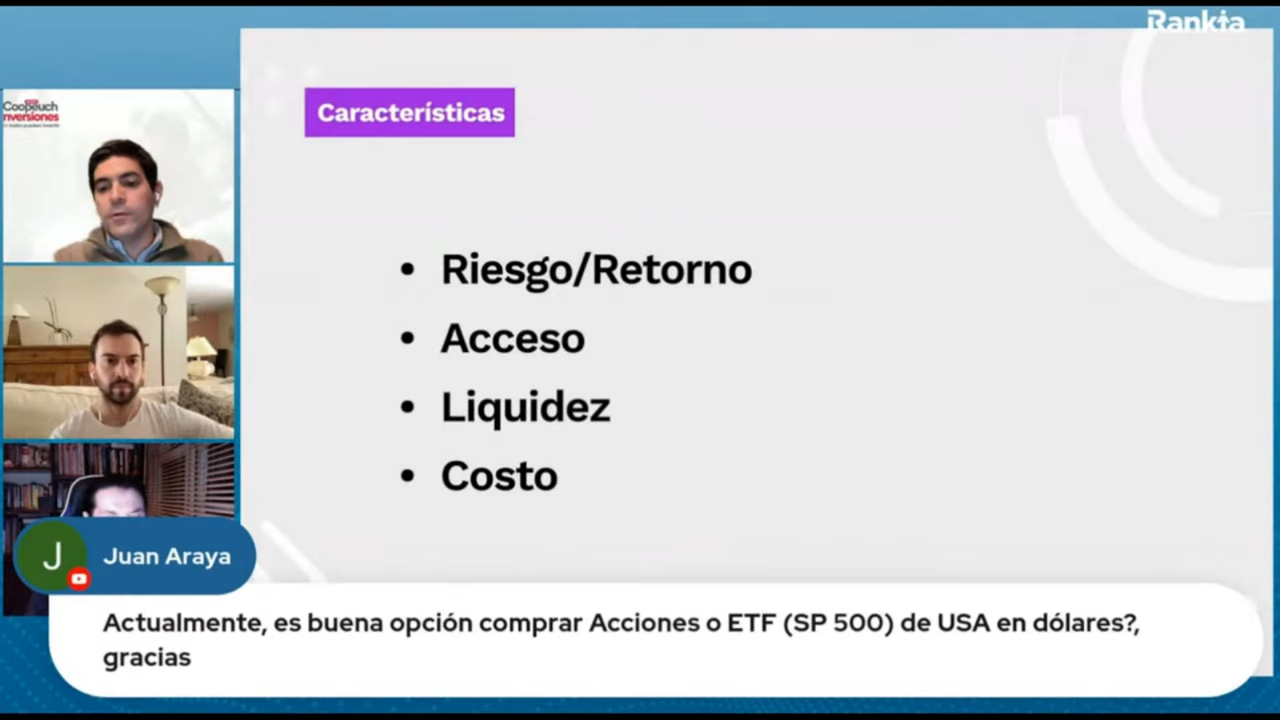 Rankia
Coopeuch
nversiones
Características
• Riesgo/Retorno
• Acceso
• Liquidez
• Costo
J
Juan Araya
Actualmente, es buena opción comprar Acciones o ETF (SP 500) de USA en dólares?,
gracias